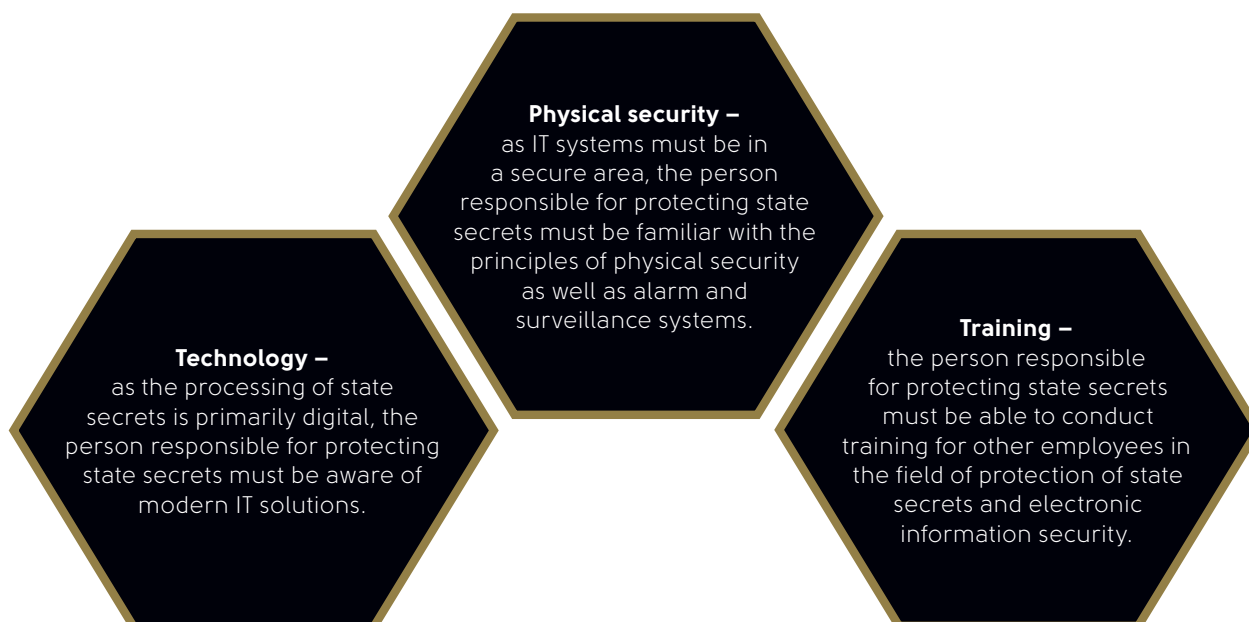 Physical security –
as IT systems must be in
a secure area, the person
responsible for protecting state
secrets must be familiar with the
principles of physical security
as well as alarm and
surveillance systems.
Technology –
as the processing of state
secrets is primarily digital, the
person responsible for protecting
state secrets must be aware of
modern IT solutions.
Training –
the person responsible
for protecting state secrets
must be able to conduct
training for other employees in
the field of protection of state
secrets and electronic
information security.